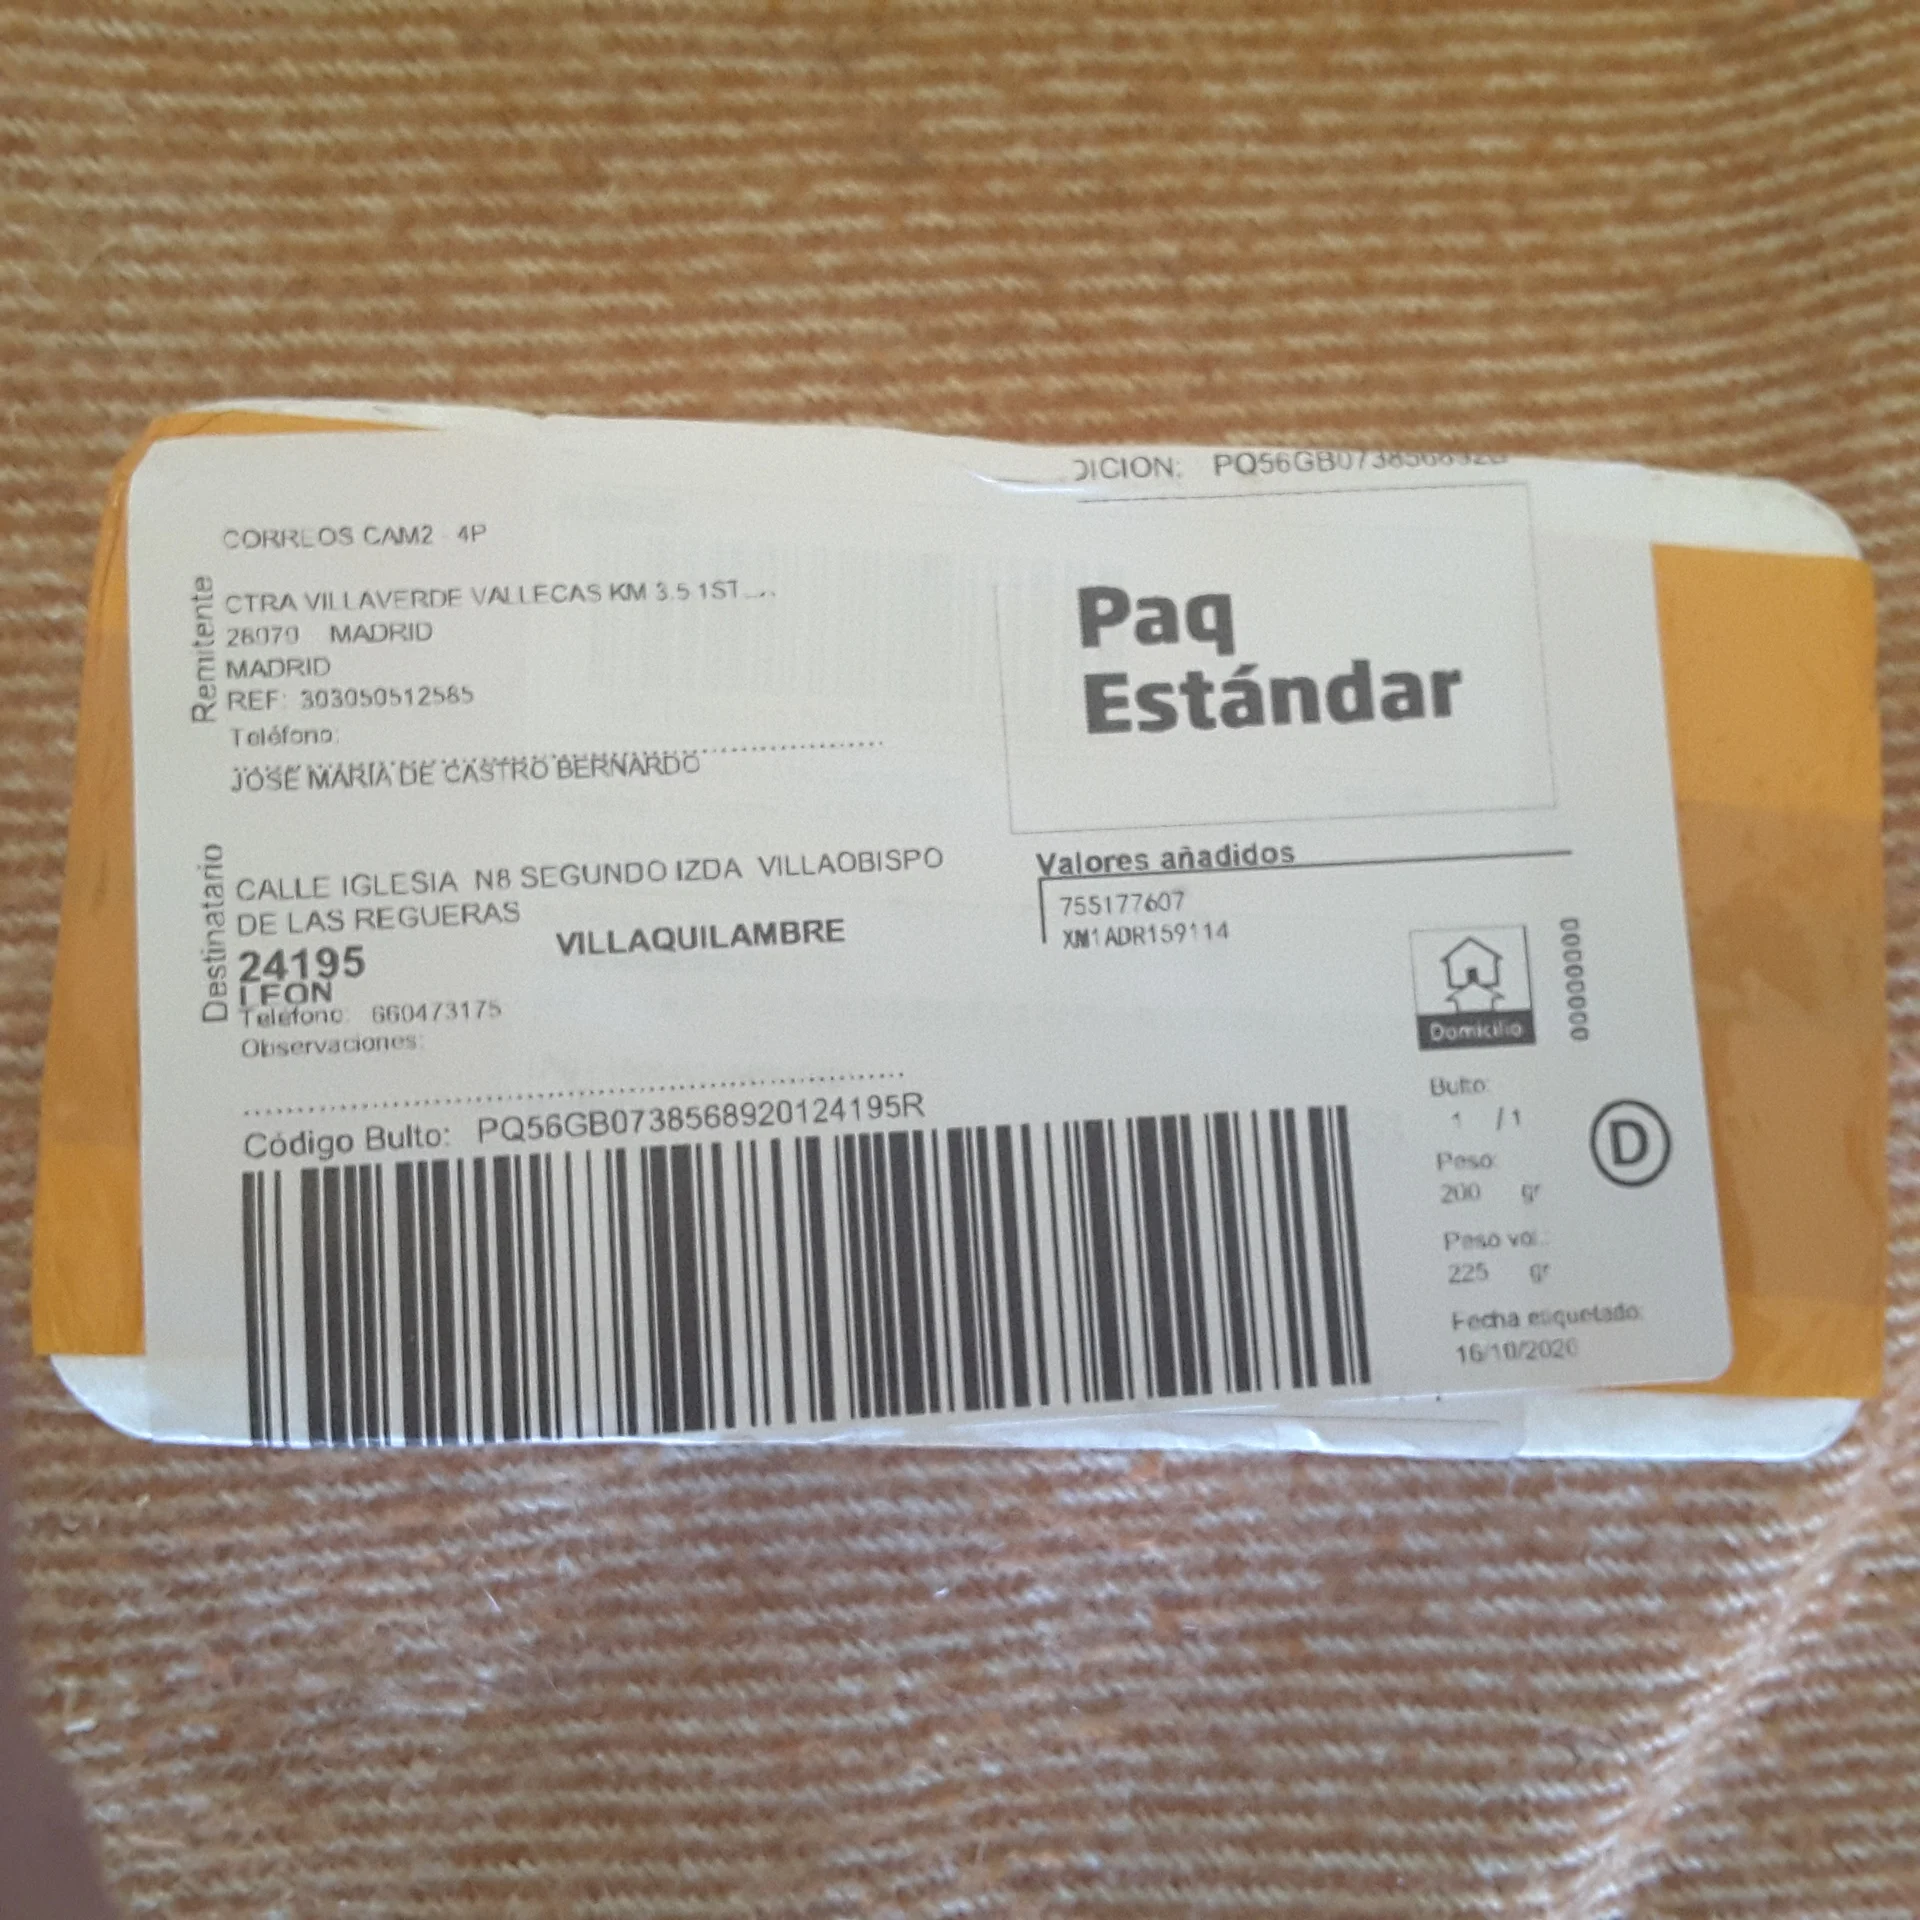 DICION: PQ56GB073856892
CORREOS CAM2 4P
Remitente
CTRA VILLAVERDE VALLECAS KM 3.5 1ST
28070 MADRID
MADRID
REF: 303050512585
Teléfono:
Paq
Estándar
JOSE MARIA DE CASTRO BERNARDO
Destinatario
CALLE IGLESIA N8 SEGUNDO IZDA VILLAOBISPO
DE LAS REGUERAS
24195 VILLAQUILAMBRE
LEON
Teléfono: 660473175
Observaciones:
Valores añadidos
755177607
XM1ADR159114
Domicilio
00000000
Código Bulto: PQ56GB0738568920124195R
Bulto:
1 / 1
D
Peso:
200 gr
Peso vol.:
225 gr
Fecha etiquetado:
16/10/2020